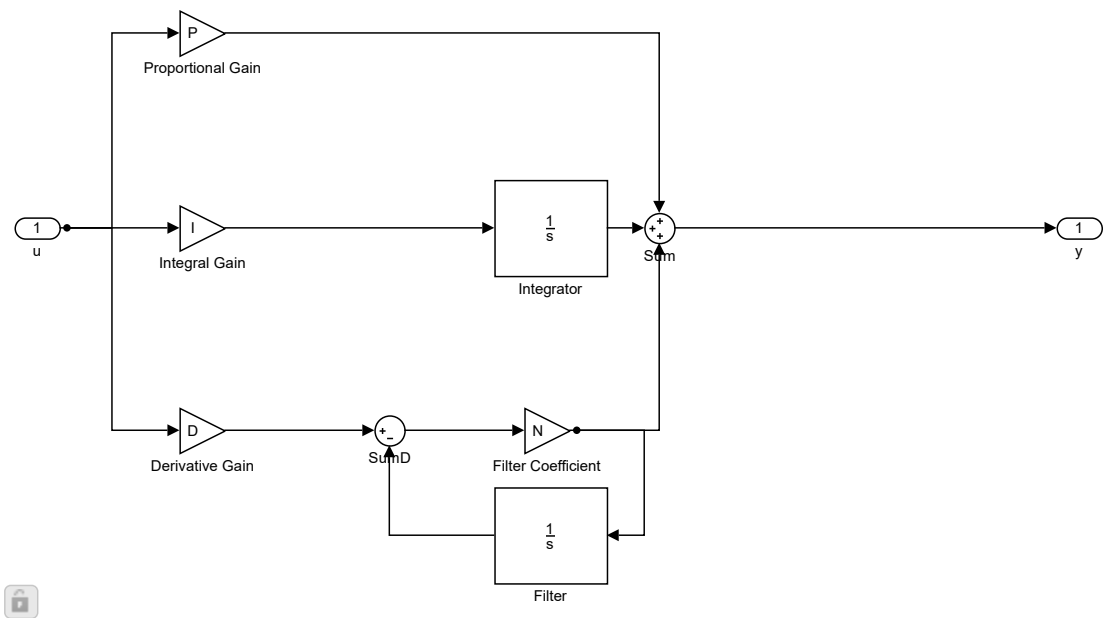 P
Proportional Gain
1
u
I
Integral Gain
1
s
Integrator
+
+
+
Sum
1
y
D
Derivative Gain
+
−
SumD
N
Filter Coefficient
1
s
Filter